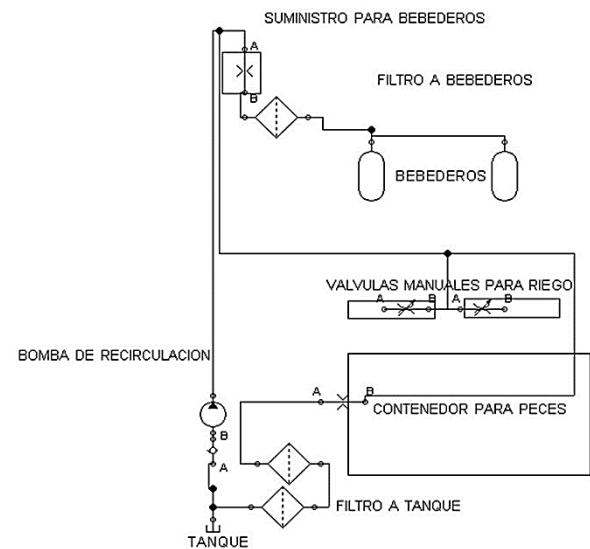 SUMINISTRO PARA BEBEDEROS
A
FILTRO A BEBEDEROS
B
BEBEDEROS
VALVULAS MANUALES PARA RIEGO
A B A B
BOMBA DE RECIRCULACION
A B
CONTENEDOR PARA PECES
B
A
FILTRO A TANQUE
TANQUE